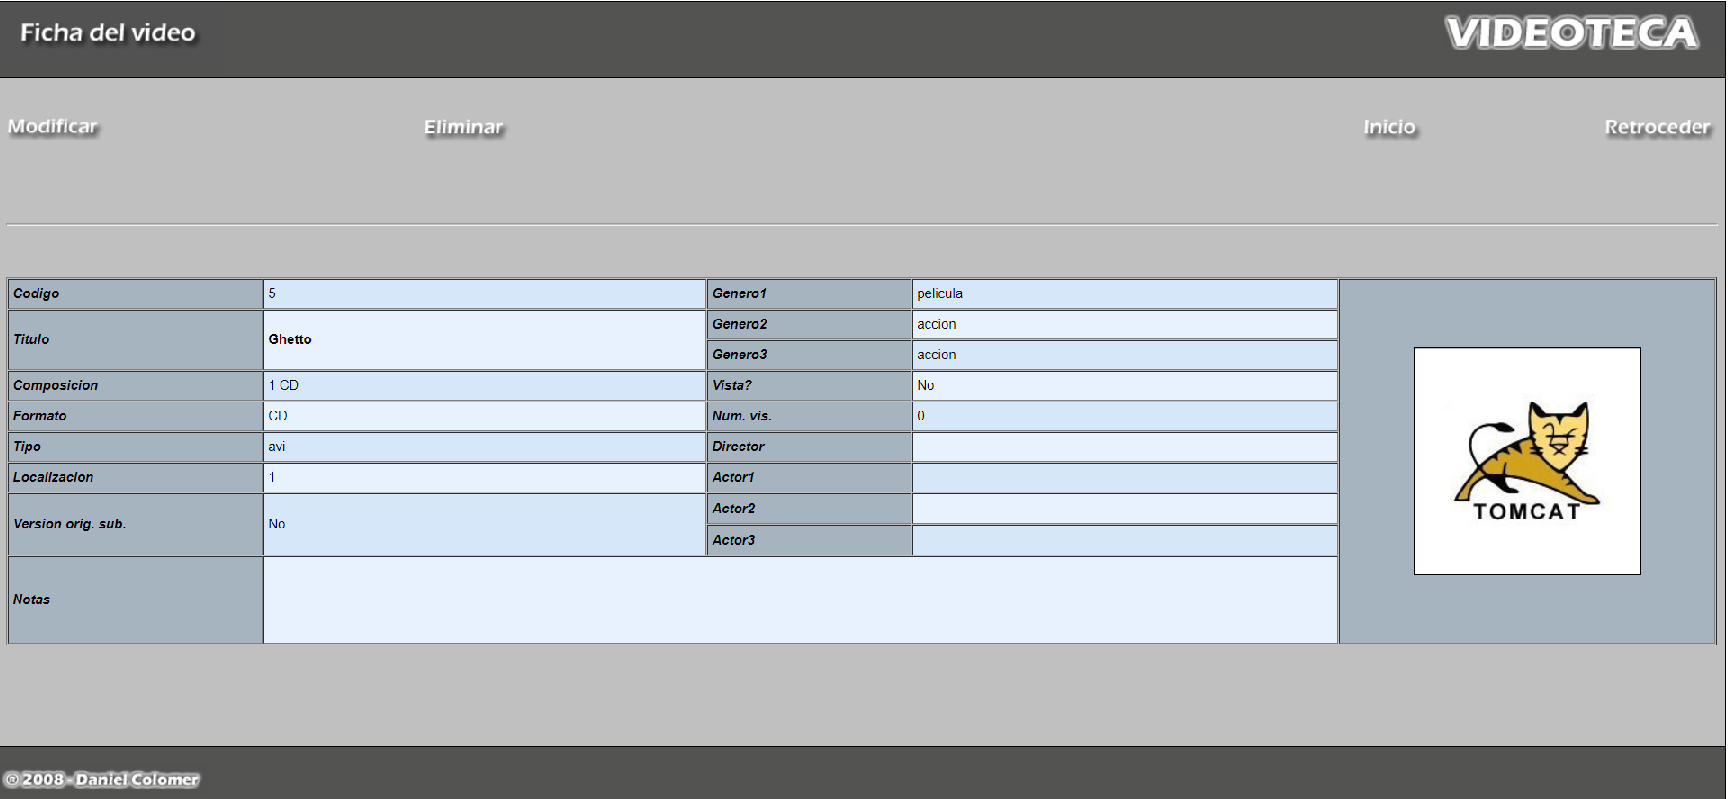 Ficha del video
VIDEOTECA
Modificar
Eliminar
Inicio
Retroceder
Codigo
5
Genero1
pelicula
Titulo
Ghetto
Genero2
accion
Genero3
accion
Composicion
1 CD
Vista?
No
Formato
CD
Num. vis.
0
Tipo
avi
Director
Localizacion
1
Actor1
Version orig. sub.
No
Actor2
Actor3
Notas
TOMCAT
© 2008 - Daniel Colomer